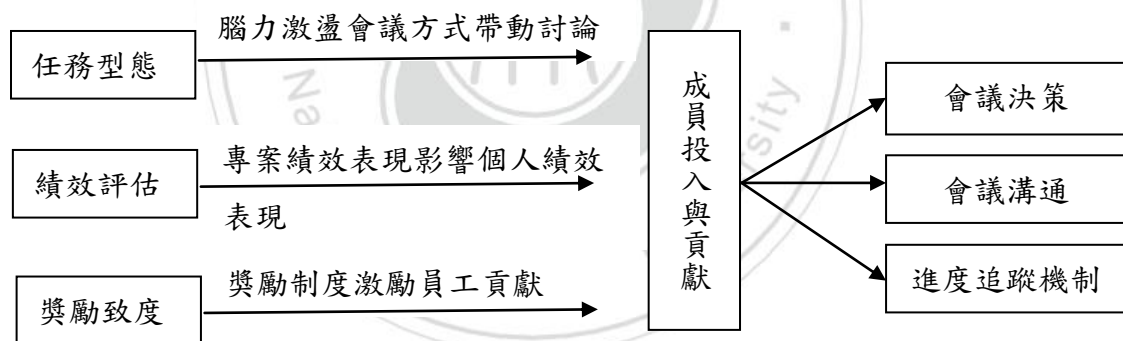 任務型態
腦力激盪會議方式帶動討論
績效評估
專案績效表現影響個人績效
表現
獎勵致度
獎勵制度激勵員工貢獻
成員投入與貢獻
會議決策
會議溝通
進度追蹤機制